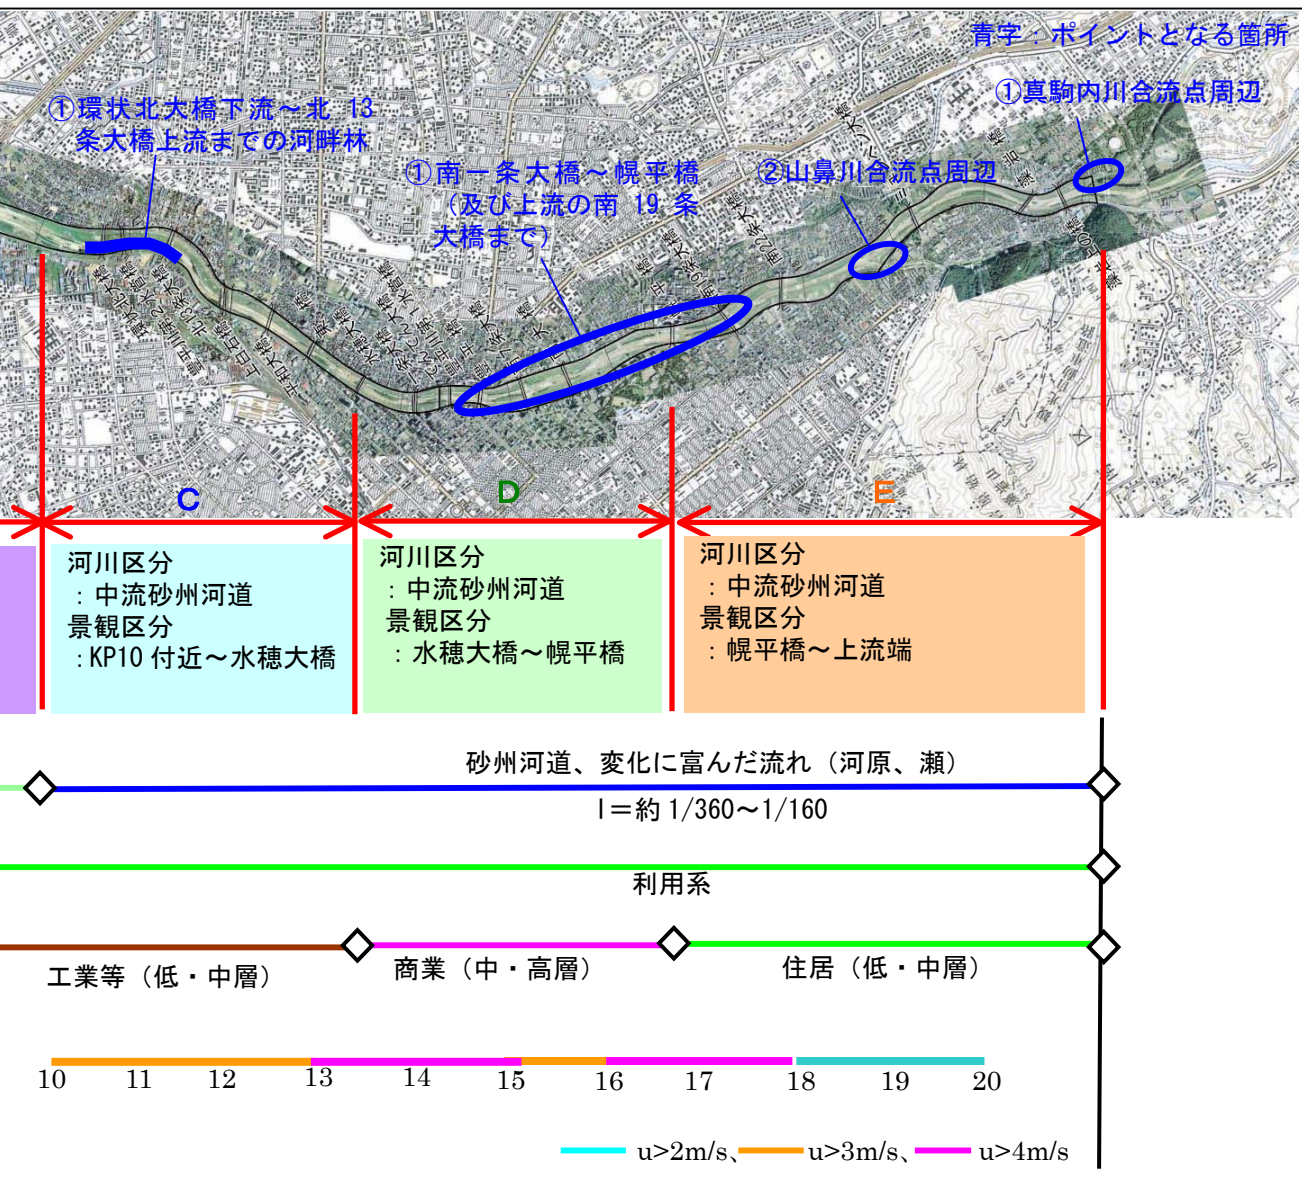 青字：ポイントとなる箇所
①真駒内川合流点周辺
①環状北大橋下流～北 13
条大橋上流までの河畔林
①南一条大橋～幌平橋
（及び上流の南 19 条
大橋まで）
②山鼻川合流点周辺
C
D
E
河川区分
：中流砂州河道
景観区分
：KP10 付近～水穂大橋
河川区分
：中流砂州河道
景観区分
：水穂大橋～幌平橋
河川区分
：中流砂州河道
景観区分
：幌平橋～上流端
砂州河道、変化に富んだ流れ（河原、瀬）
I＝約 1/360～1/160
利用系
工業等（低・中層）
商業（中・高層）
住居（低・中層）
10 11 12 13 14 15 16 17 18 19 20
u>2m/s、 u>3m/s、 u>4m/s